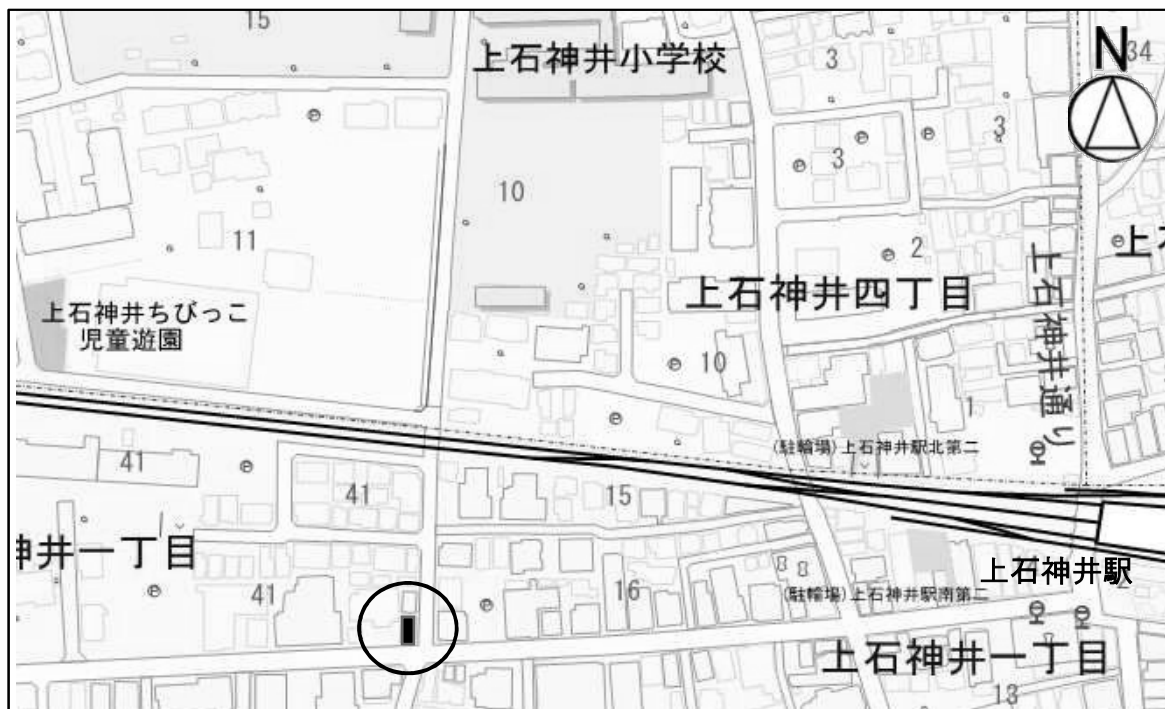 15
上石神井小学校
N
34
3
3
3
10
11
2
上石神井四丁目
上石神井通り
上石神井ちびっこ
児童遊園
10
1
(駐輪場)上石神井駅北第二
41
41
15
神井一丁目
41
16
8
8
上石神井駅
(駐輪場)上石神井駅南第二
上石神井一丁目
13